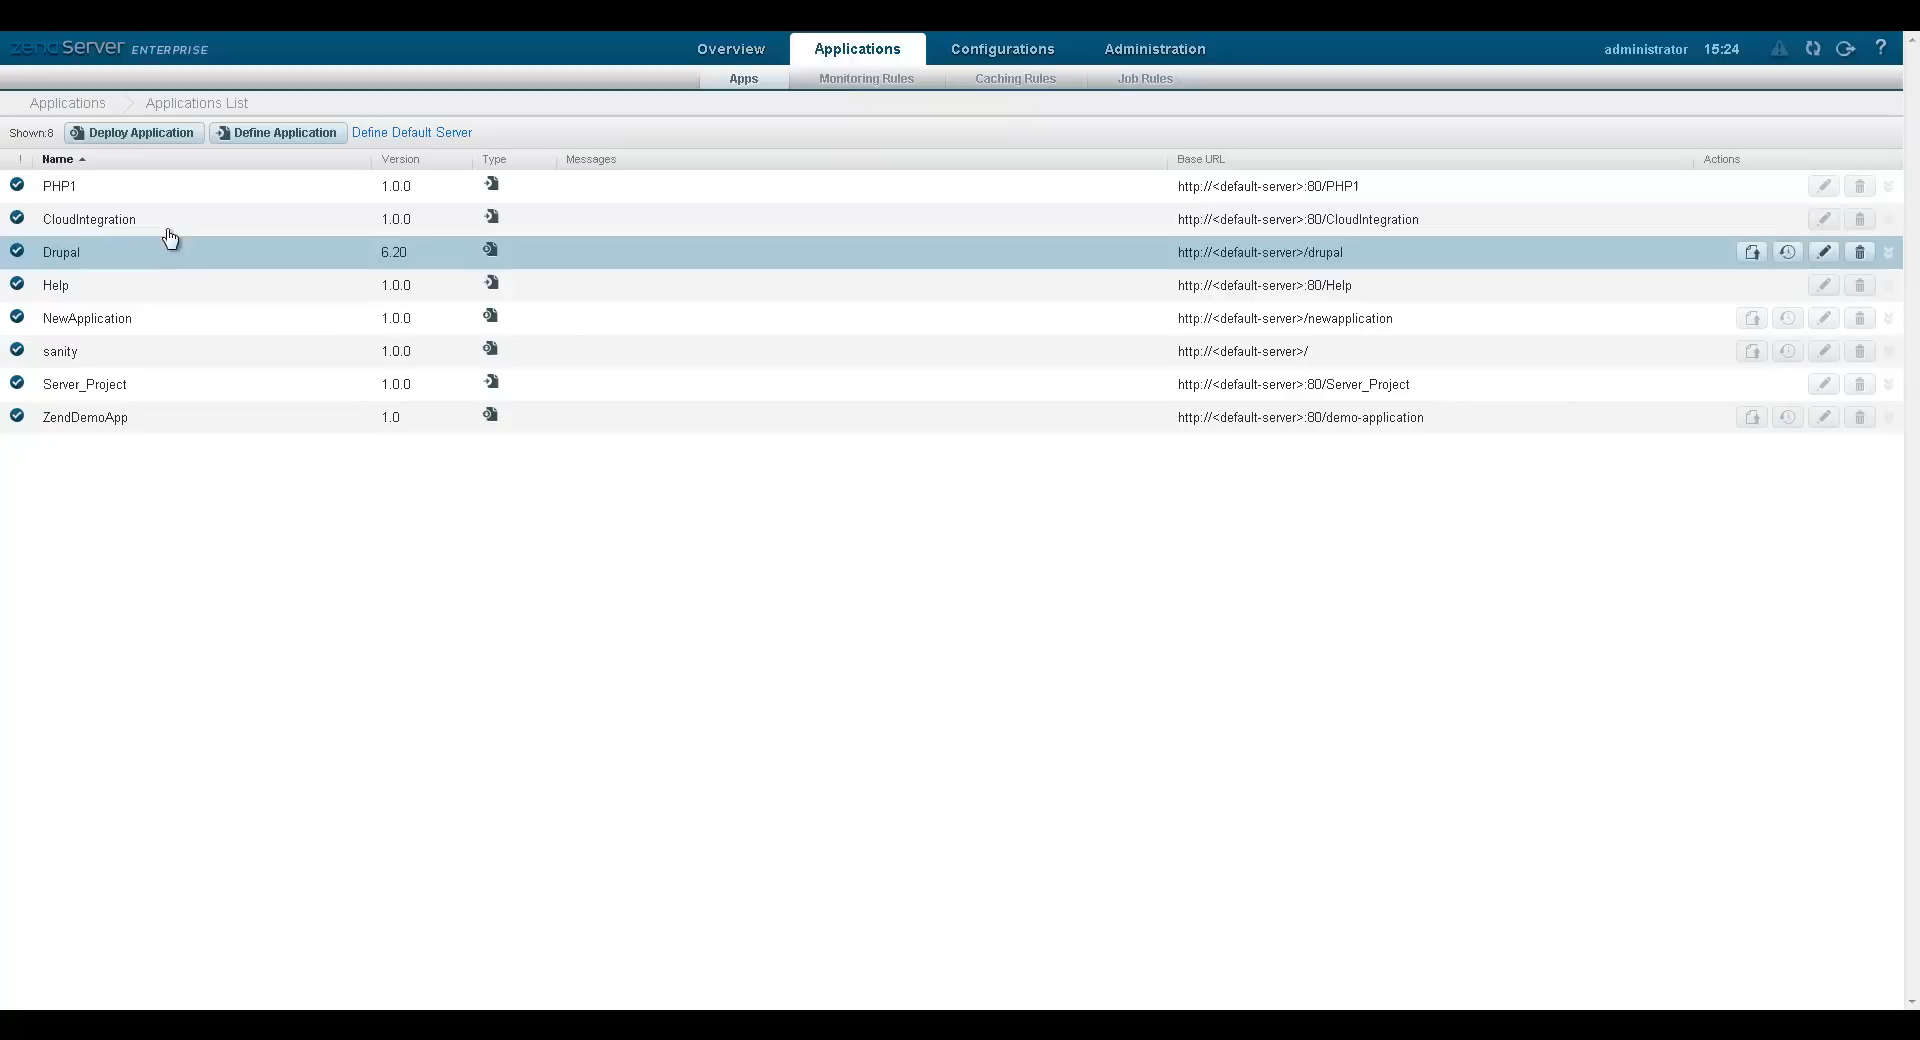 zendServer ENTERPRISE Overview Applications Configurations Administration administrator 15:24 ?
Apps Monitoring Rules Caching Rules Job Rules
Applications Applications List
Shown:8 Deploy Application Define Application Define Default Server
! Name Version Type Messages Base URL Actions
PHP1 1.0.0 http://<default-server>:80/PHP1
CloudIntegration 1.0.0 http://<default-server>:80/CloudIntegration
Drupal 6.20 http://<default-server>/drupal
Help 1.0.0 http://<default-server>:80/Help
NewApplication 1.0.0 http://<default-server>/newapplication
sanity 1.0.0 http://<default-server>/
Server_Project 1.0.0 http://<default-server>:80/Server_Project
ZendDemoApp 1.0 http://<default-server>:80/demo-application